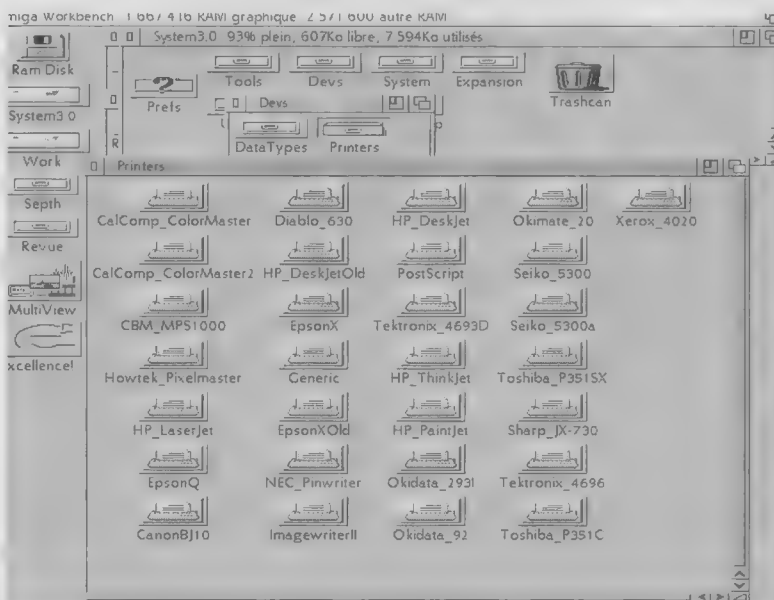 miga Workbench 1 667 416 RAM graphique 2 571 600 autre RAM
System3.0 93% plein, 607Ko libre, 7 594Ko utilisés
Ram Disk
System3.0
Work
Septh
Revue
MultiView
xcellence!
Prefs
Tools
Devs
System
Expansion
Trashcan
Devs
DataTypes
Printers
Printers
CalComp_ColorMaster Diablo_630 HP_DeskJet Okimate_20 Xerox_4020
CalComp_ColorMaster2 HP_DeskJetOld PostScript Seiko_5300
CBM_MPS1000 EpsonX Tektronix_4693D Seiko_5300a
Howtek_Pixelmaster Generic HP_ThinkJet Toshiba_P351SX
HP_LaserJet EpsonXOld HP_PaintJet Sharp_JX-730
EpsonQ NEC_Pinwriter Okidata_293I Tektronix_4696
CanonBJ10 ImagewriterII Okidata_92 Toshiba_P351C